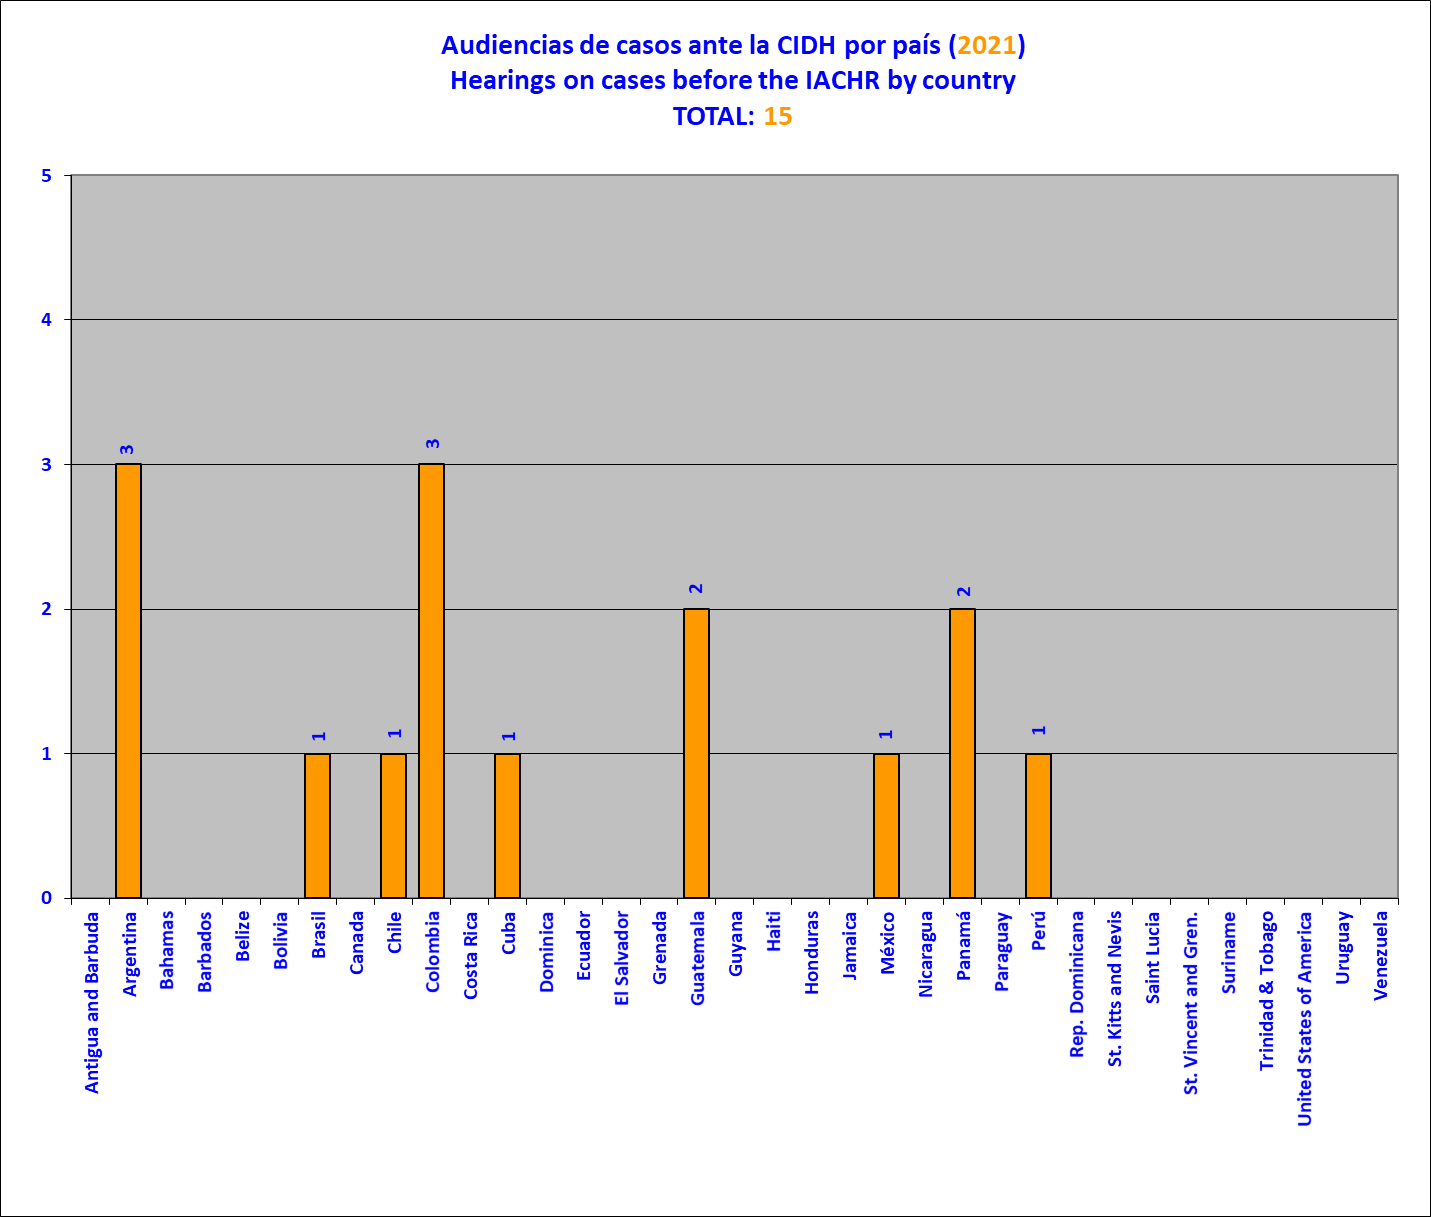 Audiencias de casos ante la CIDH por país (2021)
Hearings on cases before the IACHR by country
TOTAL: 15
5
4
3
2
1
0
3
1
1
3
1
2
1
2
1
Antigua and Barbuda
Argentina
Bahamas
Barbados
Belize
Bolivia
Brasil
Canada
Chile
Colombia
Costa Rica
Cuba
Dominica
Ecuador
El Salvador
Grenada
Guatemala
Guyana
Haiti
Honduras
Jamaica
México
Nicaragua
Panamá
Paraguay
Perú
Rep. Dominicana
St. Kitts and Nevis
Saint Lucia
St. Vincent and Gren.
Suriname
Trinidad & Tobago
United States of America
Uruguay
Venezuela